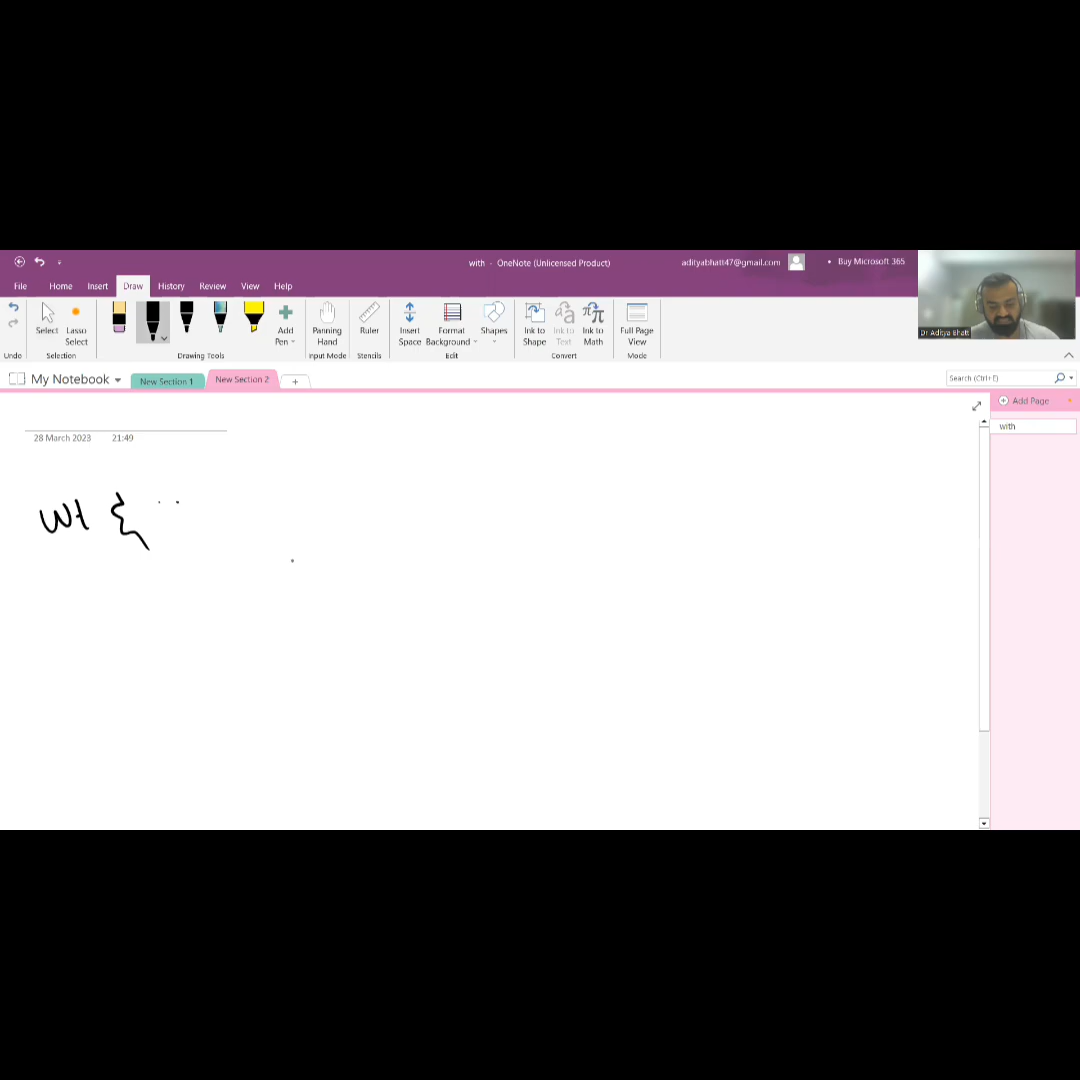 with - OneNote (Unlicensed Product) adityabhatt47@gmail.com Buy Microsoft 365
File Home Insert Draw History Review View Help
Dr Aditya Bhatt
Select Lasso Select Add Pen Panning Hand Ruler Insert Space Format Background Shapes Ink to Shape Ink to Text Ink to Math Full Page View
Undo Selection Drawing Tools Input Mode Stencils Edit Convert Mode
My Notebook New Section 1 New Section 2 + Search (Ctrl+E)
Add Page
with
28 March 2023 21:49
wt {